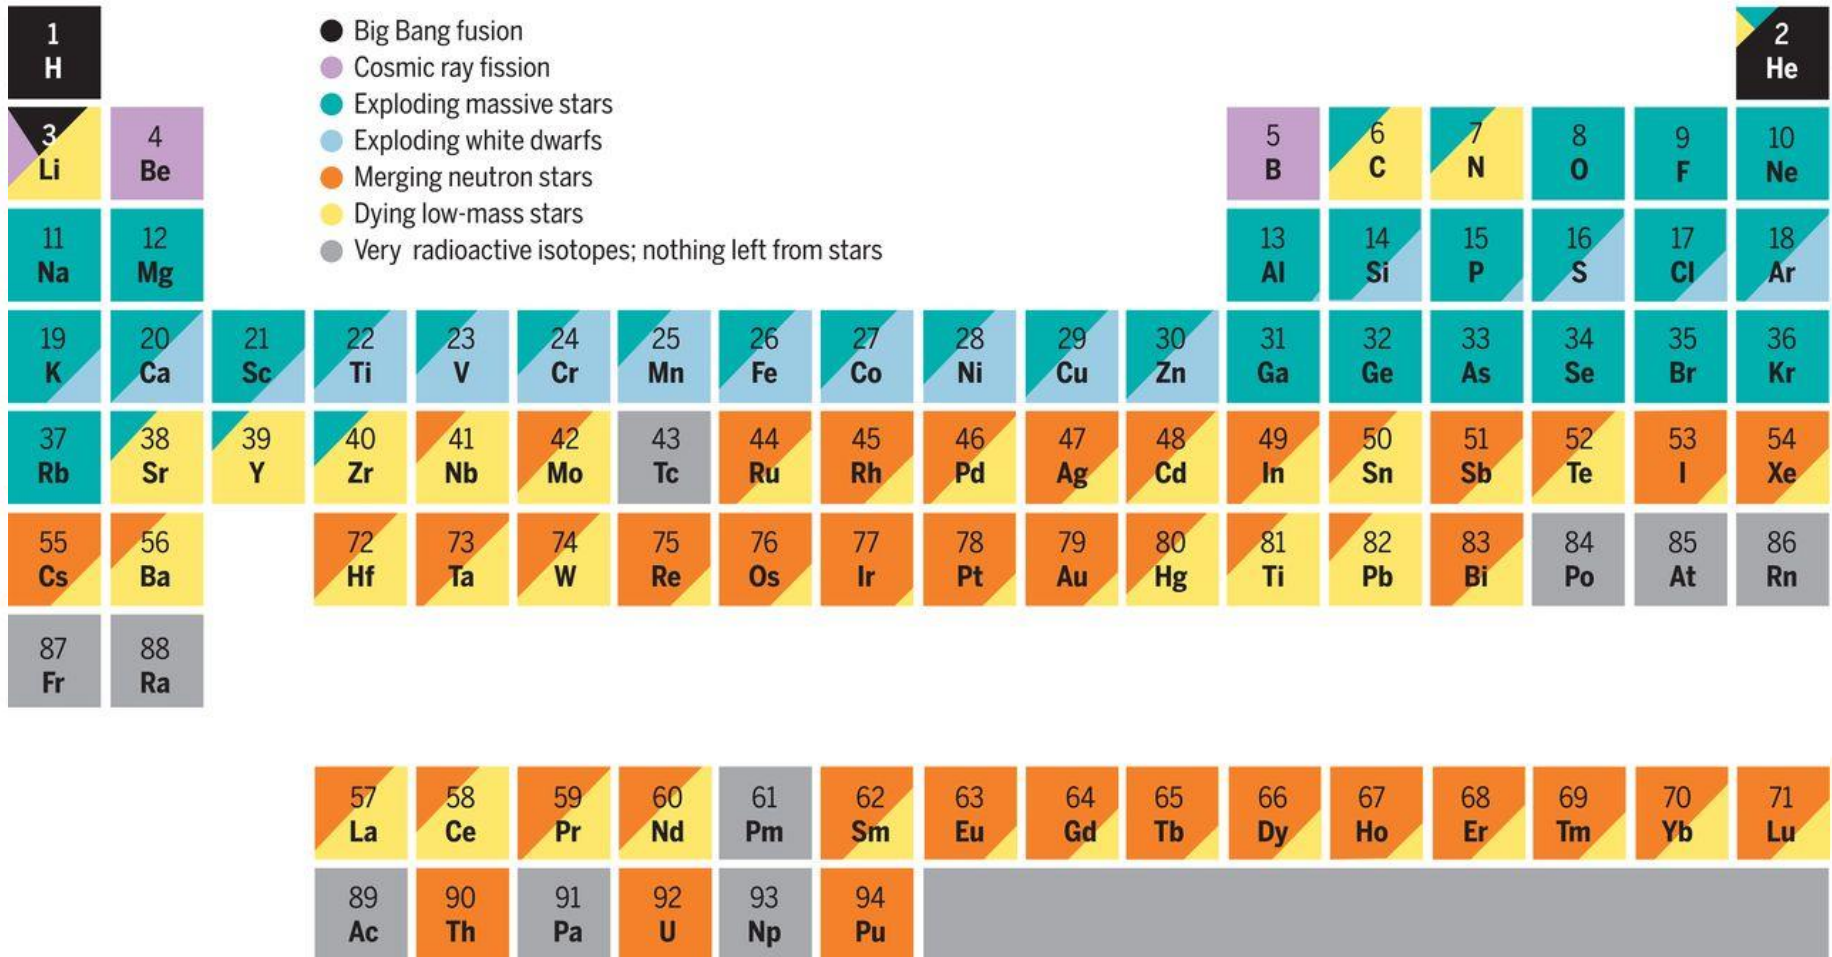 1
H
Big Bang fusion
Cosmic ray fission
Exploding massive stars
Exploding white dwarfs
Merging neutron stars
Dying low-mass stars
Very radioactive isotopes; nothing left from stars
2
He
3
Li
4
Be
5
B
6
C
7
N
8
O
9
F
10
Ne
11
Na
12
Mg
13
Al
14
Si
15
P
16
S
17
Cl
18
Ar
19
K
20
Ca
21
Sc
22
Ti
23
V
24
Cr
25
Mn
26
Fe
27
Co
28
Ni
29
Cu
30
Zn
31
Ga
32
Ge
33
As
34
Se
35
Br
36
Kr
37
Rb
38
Sr
39
Y
40
Zr
41
Nb
42
Mo
43
Tc
44
Ru
45
Rh
46
Pd
47
Ag
48
Cd
49
In
50
Sn
51
Sb
52
Te
53
I
54
Xe
55
Cs
56
Ba
72
Hf
73
Ta
74
W
75
Re
76
Os
77
Ir
78
Pt
79
Au
80
Hg
81
Ti
82
Pb
83
Bi
84
Po
85
At
86
Rn
87
Fr
88
Ra
57
La
58
Ce
59
Pr
60
Nd
61
Pm
62
Sm
63
Eu
64
Gd
65
Tb
66
Dy
67
Ho
68
Er
69
Tm
70
Yb
71
Lu
89
Ac
90
Th
91
Pa
92
U
93
Np
94
Pu